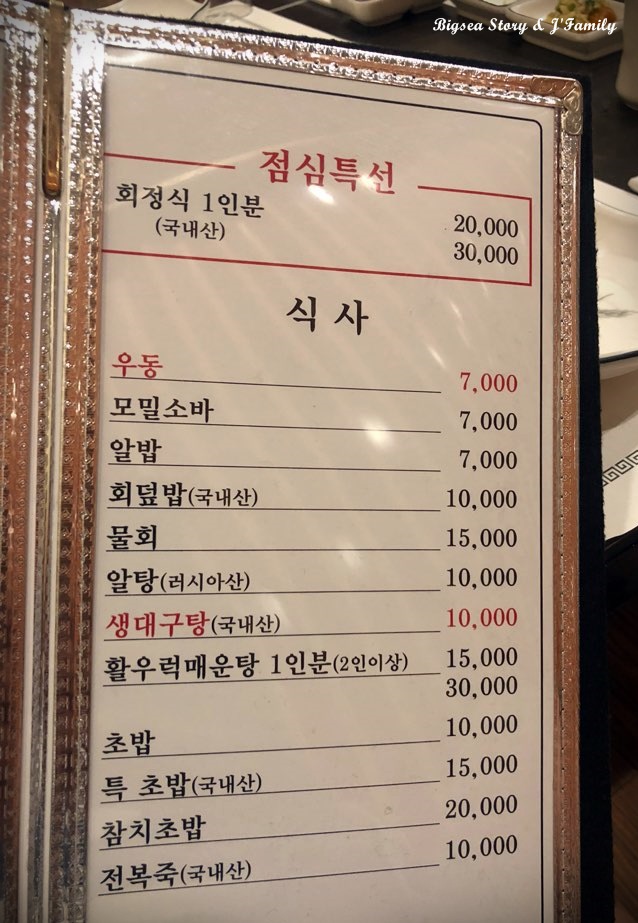 Bigsea Story & J'Family
점심특선
회정식 1인분 20,000
(국내산) 30,000
식사
우동 7,000
모밀소바 7,000
알밥 7,000
회덮밥(국내산) 10,000
물회 15,000
알탕(러시아산) 10,000
생대구탕(국내산) 10,000
활우럭매운탕 1인분(2인이상) 15,000
30,000
초밥 10,000
특 초밥(국내산) 15,000
참치초밥 20,000
전복죽(국내산) 10,000